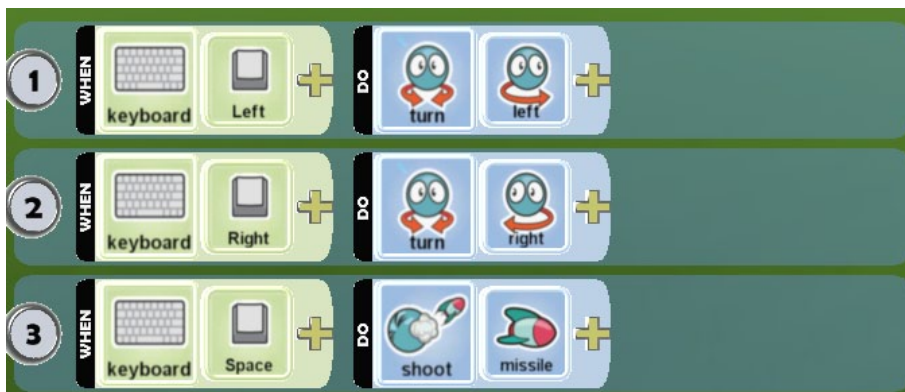 1 WHEN keyboard Left DO turn left
2 WHEN keyboard Right DO turn right
3 WHEN keyboard Space DO shoot missile